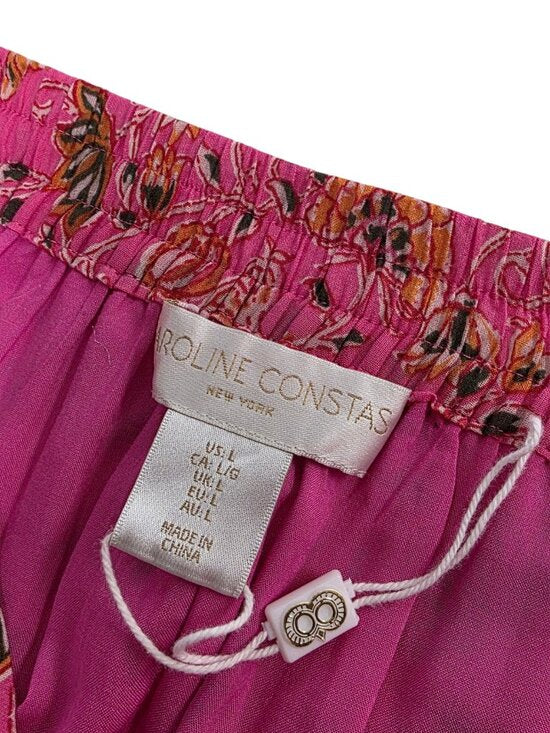 AROLINE CONSTAS
NEW YORK
US: L
CA: L/G
UK: L
EU: L
AU: L
MADE IN
CHINA